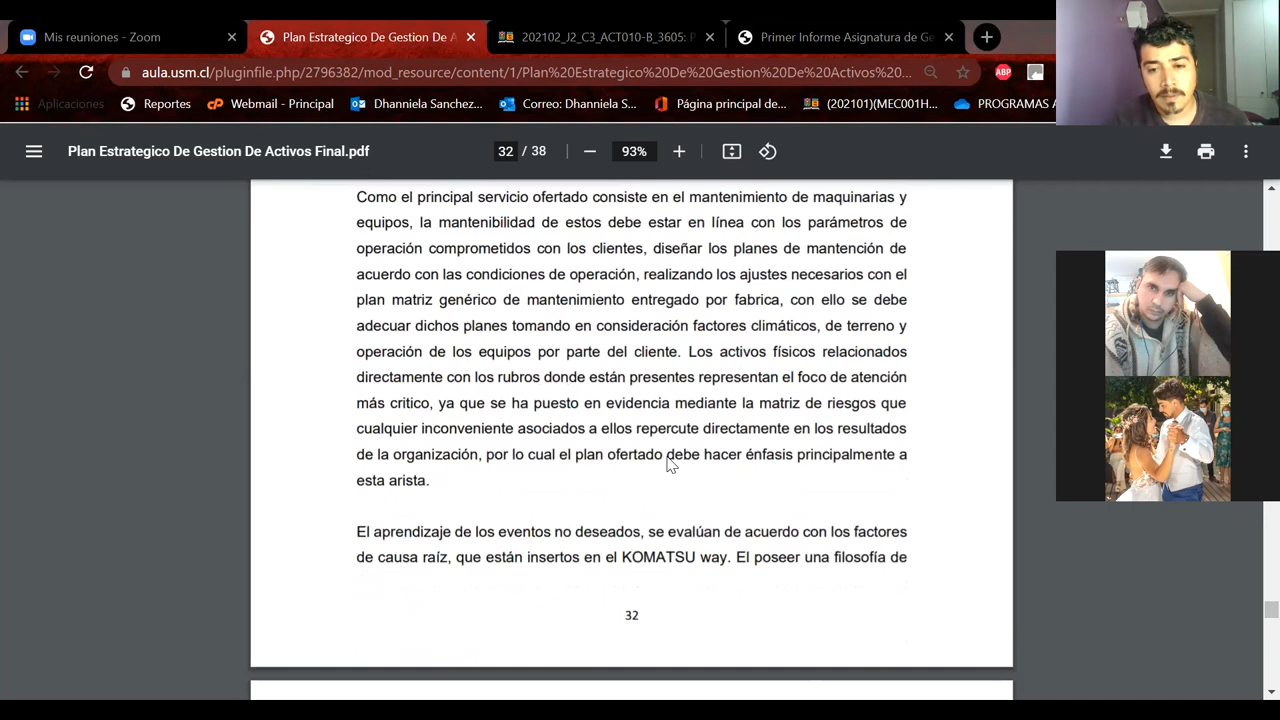 Mis reuniones - Zoom
Plan Estrategico De Gestion De A
202102_J2_C3_ACT010-B_3605: P
Primer Informe Asignatura de Ge
aula.usm.cl/pluginfile.php/2796382/mod_resource/content/1/Plan%20Estrategico%20De%20Gestion%20De%20Activos%20...
ABP
Aplicaciones
Reportes
Webmail - Principal
Dhanniela Sanchez...
Correo: Dhanniela S...
Página principal de...
(202101)(MEC001H...
PROGRAMAS A
Plan Estrategico De Gestion De Activos Final.pdf
32 / 38
93%
Como el principal servicio ofertado consiste en el mantenimiento de maquinarias y
equipos, la mantenibilidad de estos debe estar en línea con los parámetros de
operación comprometidos con los clientes, diseñar los planes de mantención de
acuerdo con las condiciones de operación, realizando los ajustes necesarios con el
plan matriz genérico de mantenimiento entregado por fabrica, con ello se debe
adecuar dichos planes tomando en consideración factores climáticos, de terreno y
operación de los equipos por parte del cliente. Los activos físicos relacionados
directamente con los rubros donde están presentes representan el foco de atención
más critico, ya que se ha puesto en evidencia mediante la matriz de riesgos que
cualquier inconveniente asociados a ellos repercute directamente en los resultados
de la organización, por lo cual el plan ofertado debe hacer énfasis principalmente a
esta arista.
El aprendizaje de los eventos no deseados, se evalúan de acuerdo con los factores
de causa raíz, que están insertos en el KOMATSU way. El poseer una filosofía de
32